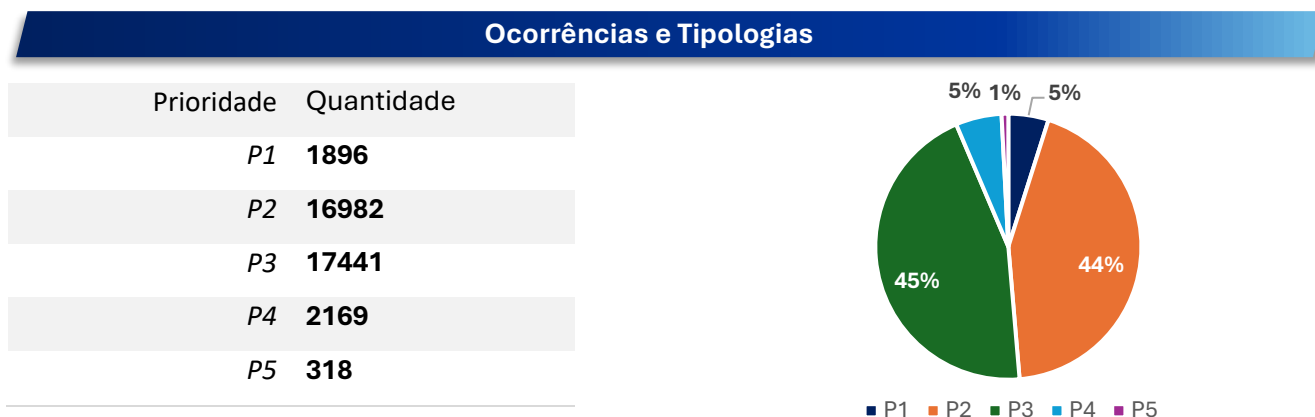 Ocorrências e Tipologias
Prioridade Quantidade
P1 1896
P2 16982
P3 17441
P4 2169
P5 318
5% 1% 5%
44%
45%
P1 P2 P3 P4 P5